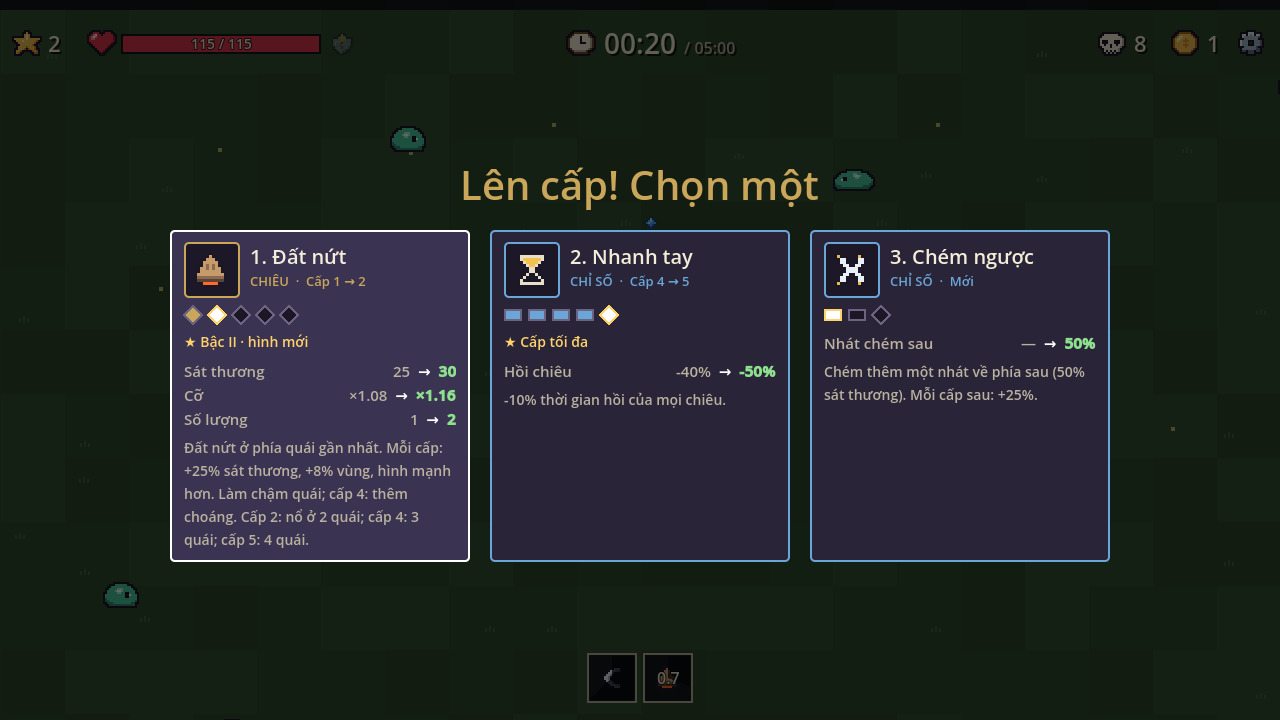 2
115 / 115
00:20 / 05:00
8
1
Lên cấp! Chọn một
1. Đất nứt
CHIÊU · Cấp 1 → 2
★ Bậc II · hình mới
Sát thương 25 → 30
Cỡ ×1.08 → ×1.16
Số lượng 1 → 2
Đất nứt ở phía quái gần nhất. Mỗi cấp:
+25% sát thương, +8% vùng, hình mạnh
hơn. Làm chậm quái; cấp 4: thêm
choáng. Cấp 2: nổ ở 2 quái; cấp 4: 3
quái; cấp 5: 4 quái.
2. Nhanh tay
CHỈ SỐ · Cấp 4 → 5
★ Cấp tối đa
Hồi chiêu -40% → -50%
-10% thời gian hồi của mọi chiêu.
3. Chém ngược
CHỈ SỐ · Mới
Nhát chém sau — → 50%
Chém thêm một nhát về phía sau (50%
sát thương). Mỗi cấp sau: +25%.
0.7